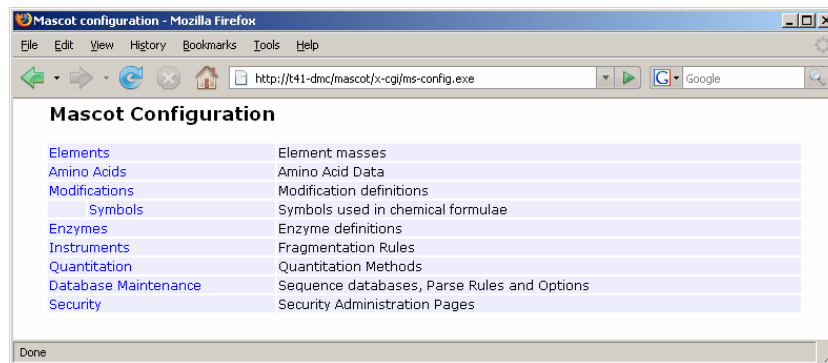 Mascot configuration - Mozilla Firefox
File Edit View History Bookmarks Tools Help
http://t41-dmc/mascot/x-cgi/ms-config.exe G Google
Mascot Configuration
Elements Element masses
Amino Acids Amino Acid Data
Modifications Modification definitions
Symbols Symbols used in chemical formulae
Enzymes Enzyme definitions
Instruments Fragmentation Rules
Quantitation Quantitation Methods
Database Maintenance Sequence databases, Parse Rules and Options
Security Security Administration Pages
Done